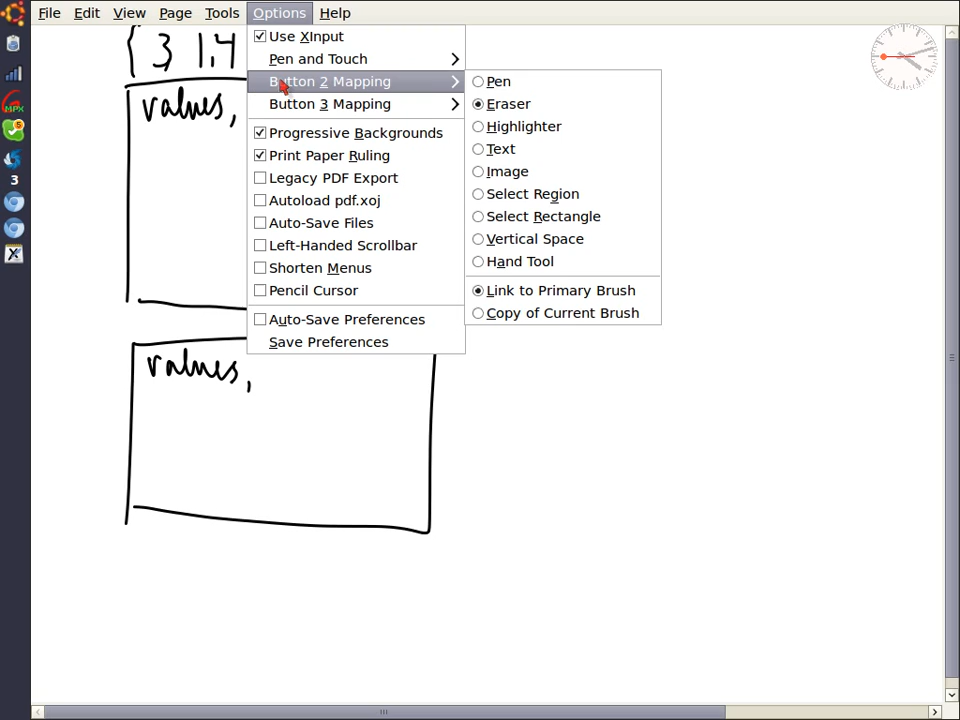 File Edit View Page Tools Options Help
{ 3 1,4
values,
values,
Use XInput
Pen and Touch
Button 2 Mapping
Button 3 Mapping
Progressive Backgrounds
Print Paper Ruling
Legacy PDF Export
Autoload pdf.xoj
Auto-Save Files
Left-Handed Scrollbar
Shorten Menus
Pencil Cursor
Auto-Save Preferences
Save Preferences
Pen
Eraser
Highlighter
Text
Image
Select Region
Select Rectangle
Vertical Space
Hand Tool
Link to Primary Brush
Copy of Current Brush
MPX
5
3